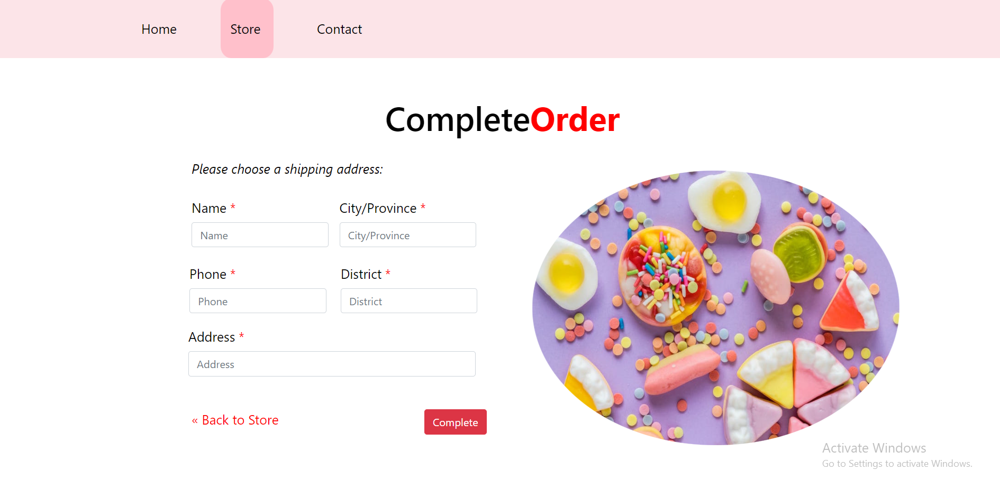 Home Store Contact
CompleteOrder
Please choose a shipping address:
Name * City/Province *
Name City/Province
Phone * District *
Phone District
Address *
Address
« Back to Store Complete
Activate Windows
Go to Settings to activate Windows.